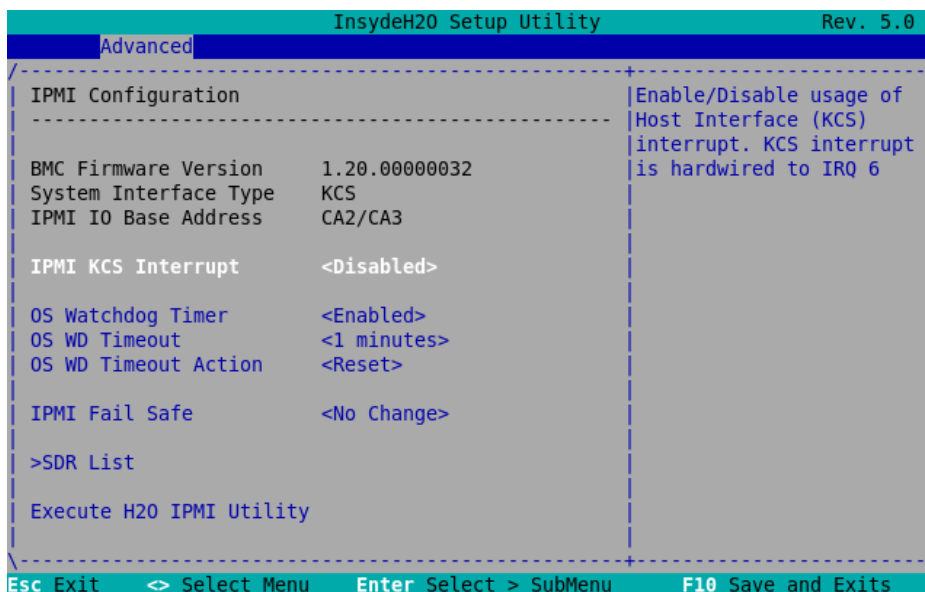 InsydeH2O Setup Utility Rev. 5.0
Advanced
IPMI Configuration
BMC Firmware Version 1.20.00000032
System Interface Type KCS
IPMI IO Base Address CA2/CA3
IPMI KCS Interrupt <Disabled>
OS Watchdog Timer <Enabled>
OS WD Timeout <1 minutes>
OS WD Timeout Action <Reset>
IPMI Fail Safe <No Change>
>SDR List
Execute H2O IPMI Utility
Enable/Disable usage of
Host Interface (KCS)
interrupt. KCS interrupt
is hardwired to IRQ 6
Esc Exit <> Select Menu Enter Select > SubMenu F10 Save and Exits